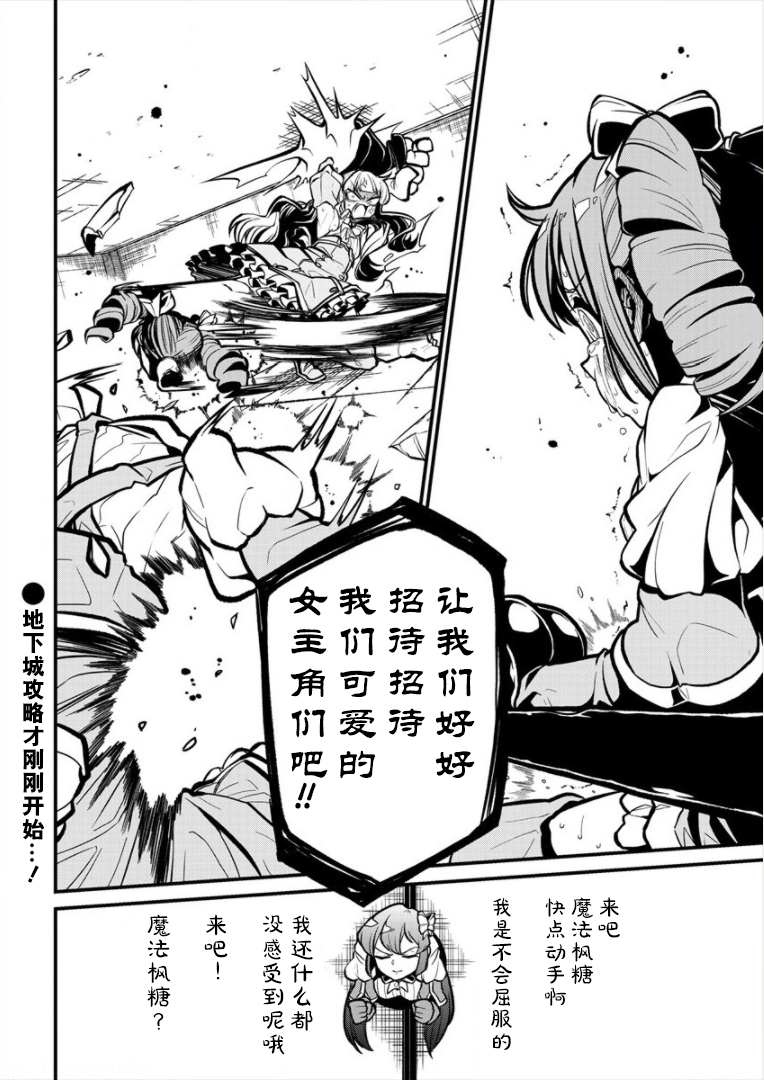 让我们好好
招待招待
我们可爱的
女主角们吧!!
●地下城攻略才刚刚开始…！
来吧
魔法枫糖
快点动手啊
我是不会屈服的
我还什么都
没感受到呢哦
来吧！
魔法枫糖？